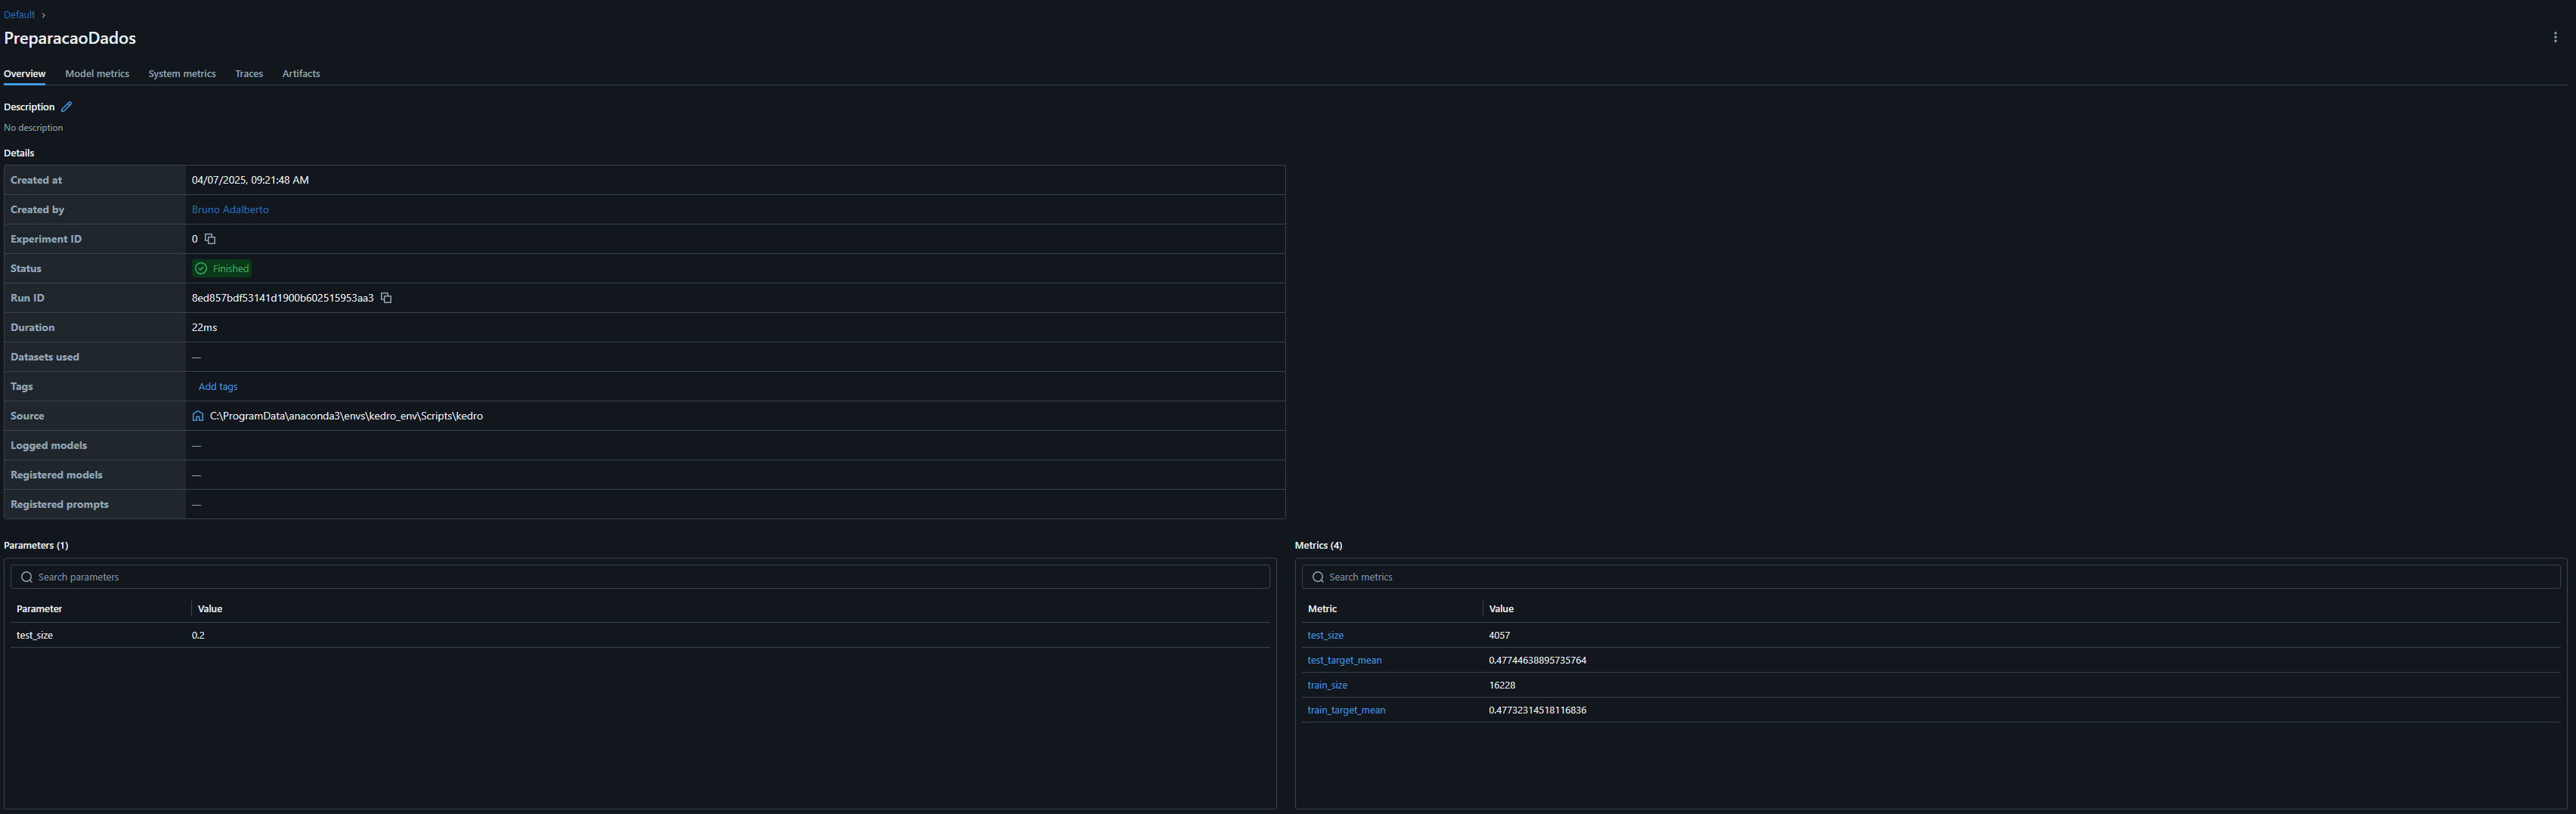 Default
PreparacaoDados
Overview Model metrics System metrics Traces Artifacts
Description
No description
Details
Created at 04/07/2025, 09:21:48 AM
Created by Bruno Adalberto
Experiment ID 0
Status Finished
Run ID 8ed857bdf53141d1900b602515953aa3
Duration 22ms
Datasets used —
Tags Add tags
Source C:\ProgramData\anaconda3\envs\kedro_env\Scripts\kedro
Logged models —
Registered models —
Registered prompts —
Parameters (1)
Search parameters
Parameter Value
test_size 0.2
Metrics (4)
Search metrics
Metric Value
test_size 4057
test_target_mean 0.47744638895735764
train_size 16228
train_target_mean 0.47732314518116836